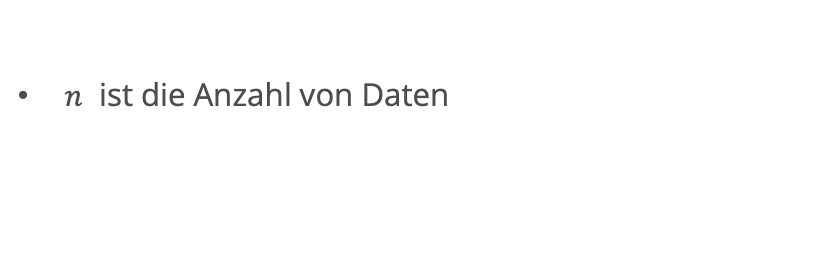 • n ist die Anzahl von Daten